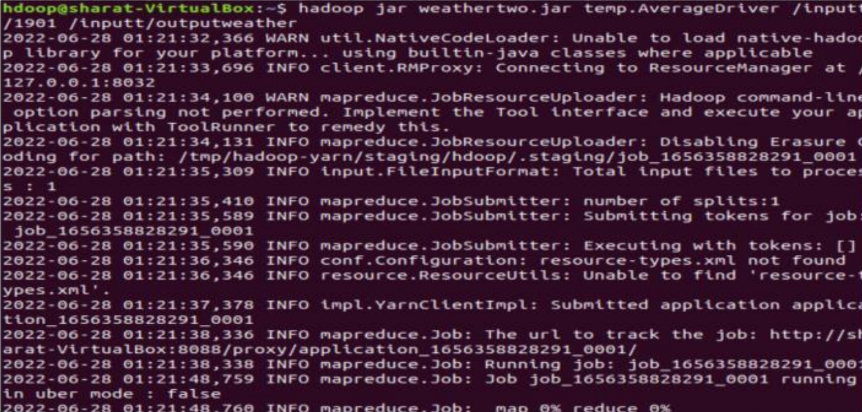 hdoop@sharat-VirtualBox:~$ hadoop jar weathertwo.jar temp.AverageDriver /inputt
/1901 /inputt/outputweather
2022-06-28 01:21:32,366 WARN util.NativeCodeLoader: Unable to load native-hadoo
p library for your platform... using builtin-java classes where applicable
2022-06-28 01:21:33,696 INFO client.RMProxy: Connecting to ResourceManager at /
127.0.0.1:8032
2022-06-28 01:21:34,100 WARN mapreduce.JobResourceUploader: Hadoop command-line
 option parsing not performed. Implement the Tool interface and execute your ap
plication with ToolRunner to remedy this.
2022-06-28 01:21:34,131 INFO mapreduce.JobResourceUploader: Disabling Erasure C
oding for path: /tmp/hadoop-yarn/staging/hdoop/.staging/job_1656358828291_0001
2022-06-28 01:21:35,309 INFO input.FileInputFormat: Total input files to proces
s : 1
2022-06-28 01:21:35,410 INFO mapreduce.JobSubmitter: number of splits:1
2022-06-28 01:21:35,589 INFO mapreduce.JobSubmitter: Submitting tokens for job:
 job_1656358828291_0001
2022-06-28 01:21:35,590 INFO mapreduce.JobSubmitter: Executing with tokens: []
2022-06-28 01:21:36,346 INFO conf.Configuration: resource-types.xml not found
2022-06-28 01:21:36,346 INFO resource.ResourceUtils: Unable to find 'resource-t
ypes.xml'.
2022-06-28 01:21:37,378 INFO impl.YarnClientImpl: Submitted application applica
tion_1656358828291_0001
2022-06-28 01:21:38,336 INFO mapreduce.Job: The url to track the job: http://sh
arat-VirtualBox:8088/proxy/application_1656358828291_0001/
2022-06-28 01:21:38,338 INFO mapreduce.Job: Running job: job_1656358828291_0001
2022-06-28 01:21:48,759 INFO mapreduce.Job: Job job_1656358828291_0001 running
in uber mode : false
2022-06-28 01:21:48,760 INFO mapreduce.Job:  map 0% reduce 0%